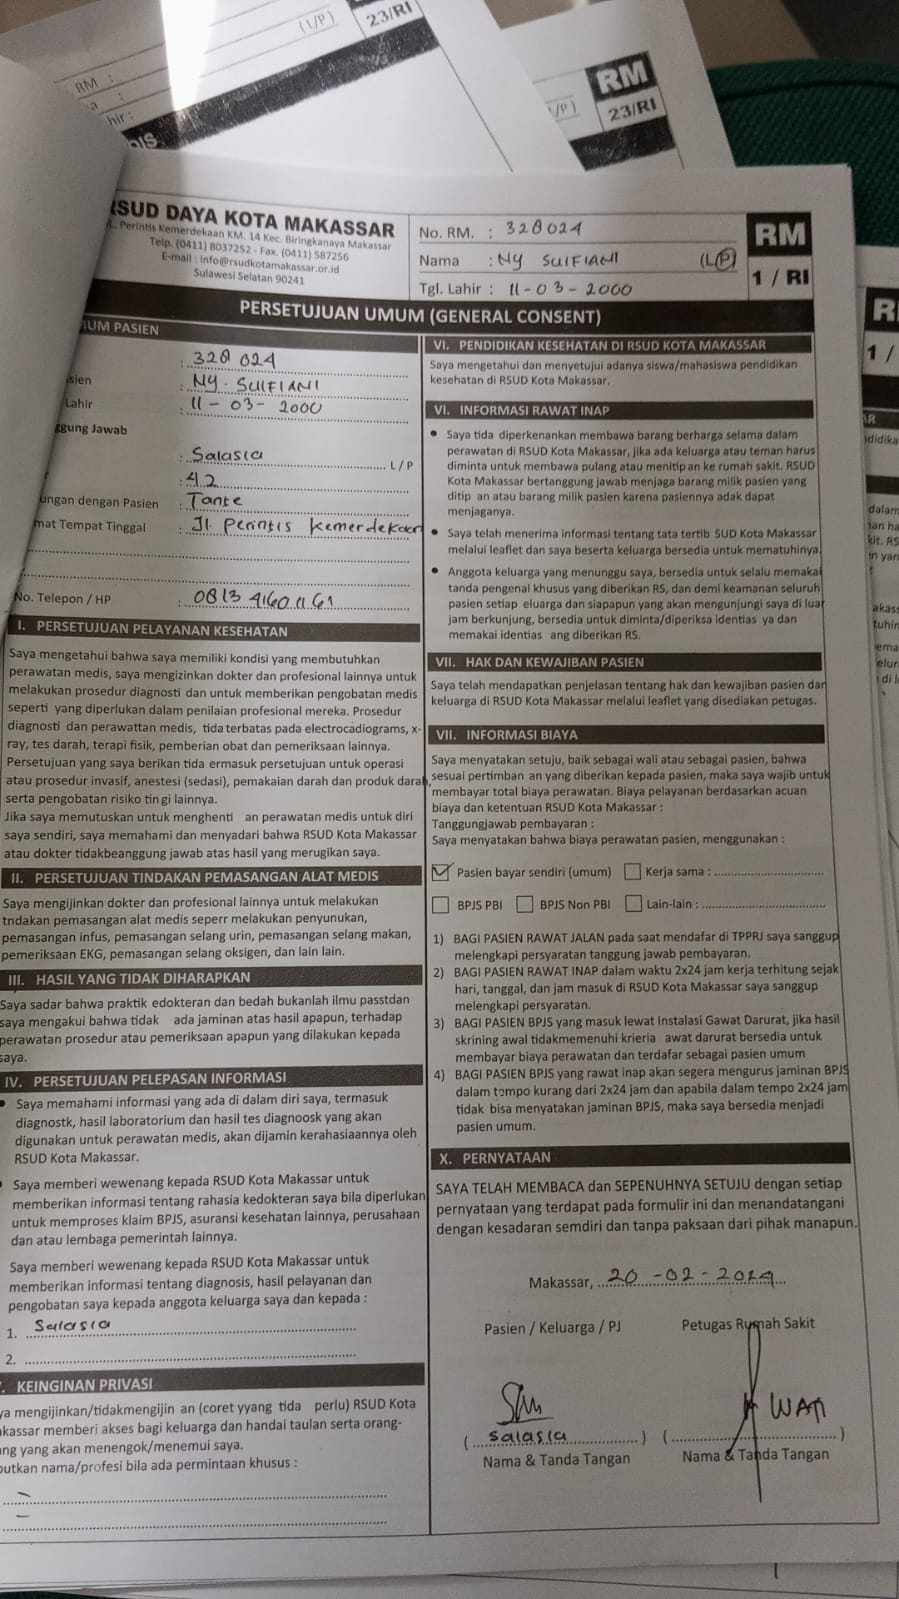 (L/P)
23/RI
RM :
hir :
RM
(/P)
23/RI
RSUD DAYA KOTA MAKASSAR
. Perintis Kemerdekaan KM. 14 Kec. Biringkanaya Makassar
Telp. (0411) 8037252 - Fax. (0411) 587256
E-mail : info@rsudkotamakassar.or.id
Sulawesi Selatan 90241
No. RM. : 328024
Nama : NY SULFIANI (L/P)
Tgl. Lahir : 11-03-2000
RM
1 / RI
PERSETUJUAN UMUM (GENERAL CONSENT)
IUM PASIEN
: 328 024
sien : NY. SULFIANI
Lahir : 11 - 03 - 2000
ggung Jawab
: Salasia L/P
: 42
ungan dengan Pasien : Tante
mat Tempat Tinggal : Jl. Perintis Kemerdekaan
No. Telepon / HP : 0813 4160 1161
I. PERSETUJUAN PELAYANAN KESEHATAN
Saya mengetahui bahwa saya memiliki kondisi yang membutuhkan
perawatan medis, saya mengizinkan dokter dan profesional lainnya untuk
melakukan prosedur diagnosti dan untuk memberikan pengobatan medis
seperti yang diperlukan dalam penilaian profesional mereka. Prosedur
diagnosti dan perawattan medis, tida terbatas pada electrocadiograms, x-
ray, tes darah, terapi fisik, pemberian obat dan pemeriksaan lainnya.
Persetujuan yang saya berikan tida ermasuk persetujuan untuk operasi
atau prosedur invasif, anestesi (sedasi), pemakaian darah dan produk darah,
serta pengobatan risiko tin gi lainnya.
Jika saya memutuskan untuk menghenti an perawatan medis untuk diri
saya sendiri, saya memahami dan menyadari bahwa RSUD Kota Makassar
atau dokter tidakbeanggung jawab atas hasil yang merugikan saya.
II. PERSETUJUAN TINDAKAN PEMASANGAN ALAT MEDIS
Saya mengijinkan dokter dan profesional lainnya untuk melakukan
tndakan pemasangan alat medis seperr melakukan penyunukan,
pemasangan infus, pemasangan selang urin, pemasangan selang makan,
pemeriksaan EKG, pemasangan selang oksigen, dan lain lain.
III. HASIL YANG TIDAK DIHARAPKAN
Saya sadar bahwa praktik edokteran dan bedah bukanlah ilmu passtdan
saya mengakui bahwa tidak ada jaminan atas hasil apapun, terhadap
perawatan prosedur atau pemeriksaan apapun yang dilakukan kepada
saya.
IV. PERSETUJUAN PELEPASAN INFORMASI
• Saya memahami informasi yang ada di dalam diri saya, termasuk
diagnostk, hasil laboratorium dan hasil tes diagnoosk yang akan
digunakan untuk perawatan medis, akan dijamin kerahasiaannya oleh
RSUD Kota Makassar.
• Saya memberi wewenang kepada RSUD Kota Makassar untuk
memberikan informasi tentang rahasia kedokteran saya bila diperlukan
untuk memproses klaim BPJS, asuransi kesehatan lainnya, perusahaan
dan atau lembaga pemerintah lainnya.
Saya memberi wewenang kepada RSUD Kota Makassar untuk
memberikan informasi tentang diagnosis, hasil pelayanan dan
pengobatan saya kepada anggota keluarga saya dan kepada :
1. Salasia
2.
. KEINGINAN PRIVASI
ya mengijinkan/tidakmengijin an (coret yyang tida perlu) RSUD Kota
akassar memberi akses bagi keluarga dan handai taulan serta orang-
ng yang akan menengok/menemui saya.
butkan nama/profesi bila ada permintaan khusus :
VI. PENDIDIKAN KESEHATAN DI RSUD KOTA MAKASSAR
Saya mengetahui dan menyetujui adanya siswa/mahasiswa pendidikan
kesehatan di RSUD Kota Makassar.
VI. INFORMASI RAWAT INAP
• Saya tida diperkenankan membawa barang berharga selama dalam
perawatan di RSUD Kota Makassar, jika ada keluarga atau teman harus
diminta untuk membawa pulang atau menitip an ke rumah sakit. RSUD
Kota Makassar bertanggung jawab menjaga barang milik pasien yang
ditip an atau barang milik pasien karena pasiennya adak dapat
menjaganya.
• Saya telah menerima informasi tentang tata tertib SUD Kota Makassar
melalui leaflet dan saya beserta keluarga bersedia untuk mematuhinya.
• Anggota keluarga yang menunggu saya, bersedia untuk selalu memakai
tanda pengenal khusus yang diberikan RS, dan demi keamanan seluruh
pasien setiap eluarga dan siapapun yang akan mengunjungi saya di luar
jam berkunjung, bersedia untuk diminta/diperiksa identias ya dan
memakai identias ang diberikan RS.
VII. HAK DAN KEWAJIBAN PASIEN
Saya telah mendapatkan penjelasan tentang hak dan kewajiban pasien dan
keluarga di RSUD Kota Makassar melalui leaflet yang disediakan petugas.
VII. INFORMASI BIAYA
Saya menyatakan setuju, baik sebagai wali atau sebagai pasien, bahwa
sesuai pertimban an yang diberikan kepada pasien, maka saya wajib untuk
membayar total biaya perawatan. Biaya pelayanan berdasarkan acuan
biaya dan ketentuan RSUD Kota Makassar :
Tanggungjawab pembayaran :
Saya menyatakan bahwa biaya perawatan pasien, menggunakan :
Pasien bayar sendiri (umum) Kerja sama :
BPJS PBI BPJS Non PBI Lain-lain :
1) BAGI PASIEN RAWAT JALAN pada saat mendafar di TPPRJ saya sanggup
melengkapi persyaratan tanggung jawab pembayaran.
2) BAGI PASIEN RAWAT INAP dalam waktu 2x24 jam kerja terhitung sejak
hari, tanggal, dan jam masuk di RSUD Kota Makassar saya sanggup
melengkapi persyaratan.
3) BAGI PASIEN BPJS yang masuk lewat Instalasi Gawat Darurat, jika hasil
skrining awal tidakmemenuhi krieria awat darurat bersedia untuk
membayar biaya perawatan dan terdafar sebagai pasien umum
4) BAGI PASIEN BPJS yang rawat inap akan segera mengurus jaminan BPJS
dalam tempo kurang dari 2x24 jam dan apabila dalam tempo 2x24 jam
tidak bisa menyatakan jaminan BPJS, maka saya bersedia menjadi
pasien umum.
X. PERNYATAAN
SAYA TELAH MEMBACA dan SEPENUHNYA SETUJU dengan setiap
pernyataan yang terdapat pada formulir ini dan menandatangani
dengan kesadaran semdiri dan tanpa paksaan dari pihak manapun.
Makassar, 20 - 02 - 2024
Pasien / Keluarga / PJ Petugas Rumah Sakit
( Salasia ) ( WATI )
Nama & Tanda Tangan Nama & Tanda Tangan